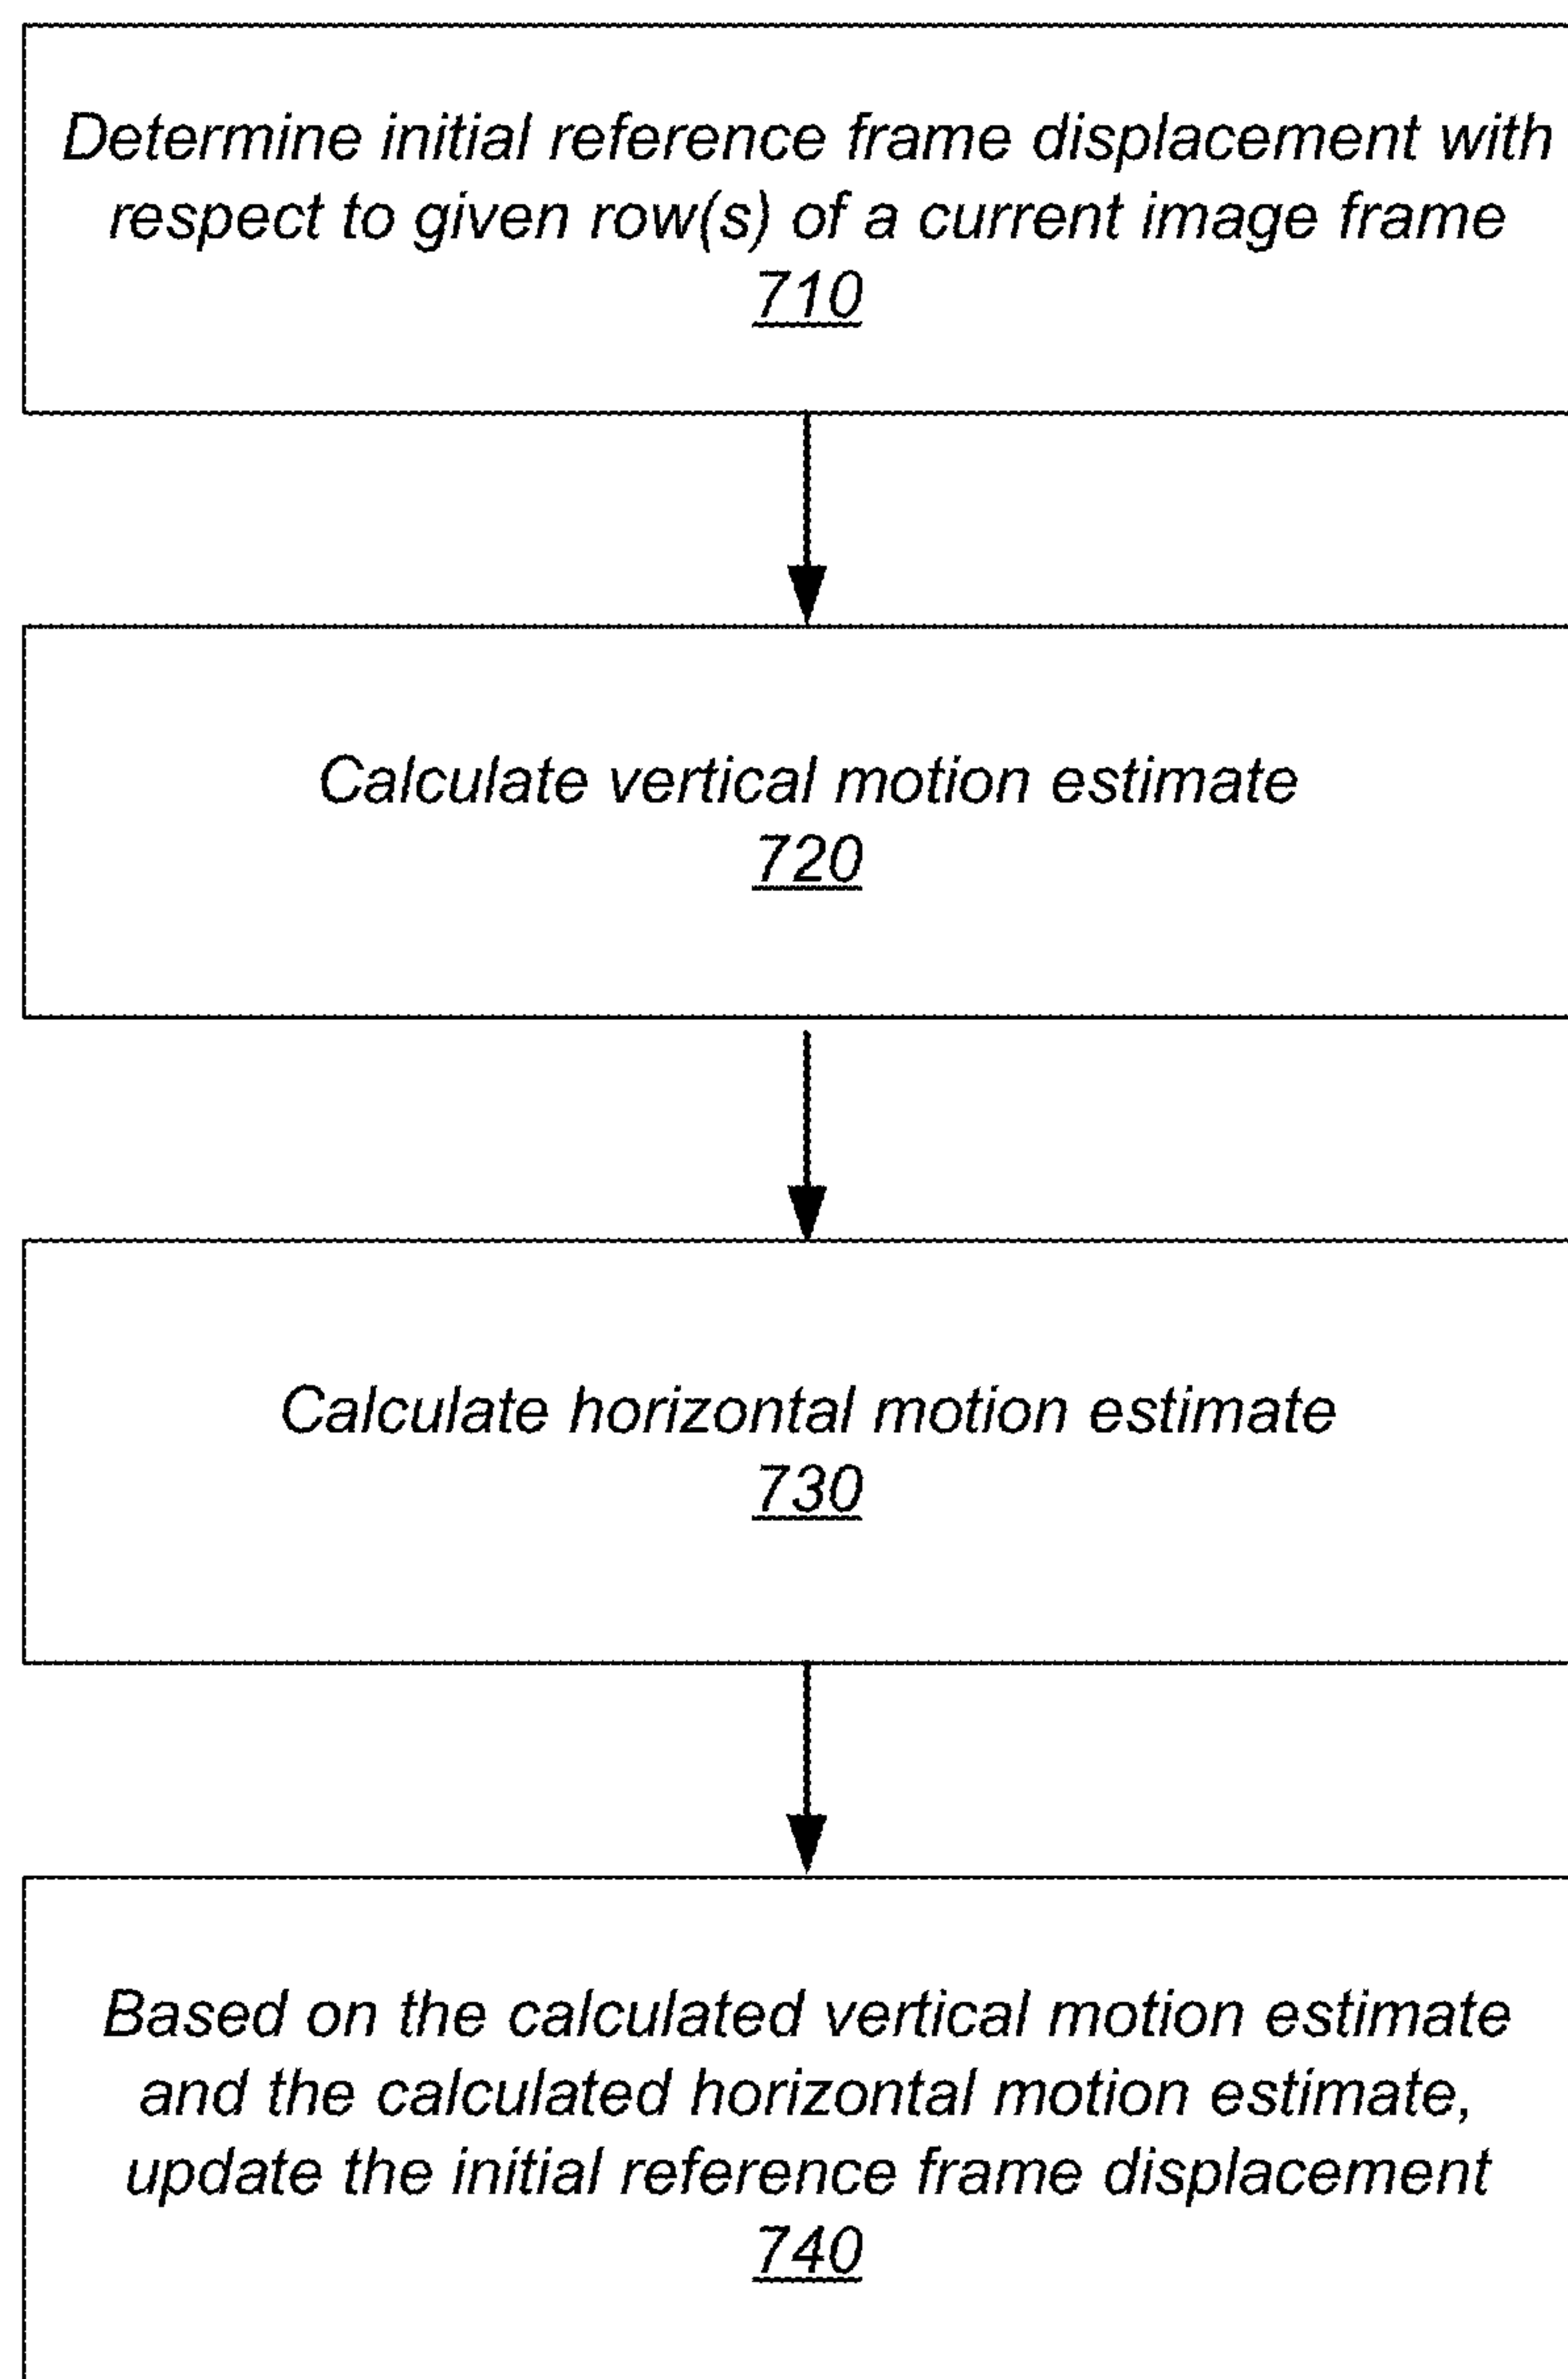 Determine initial reference frame displacement with
respect to given row(s) of a current image frame
710
Calculate vertical motion estimate
720
Calculate horizontal motion estimate
730
Based on the calculated vertical motion estimate
and the calculated horizontal motion estimate,
update the initial reference frame displacement
740